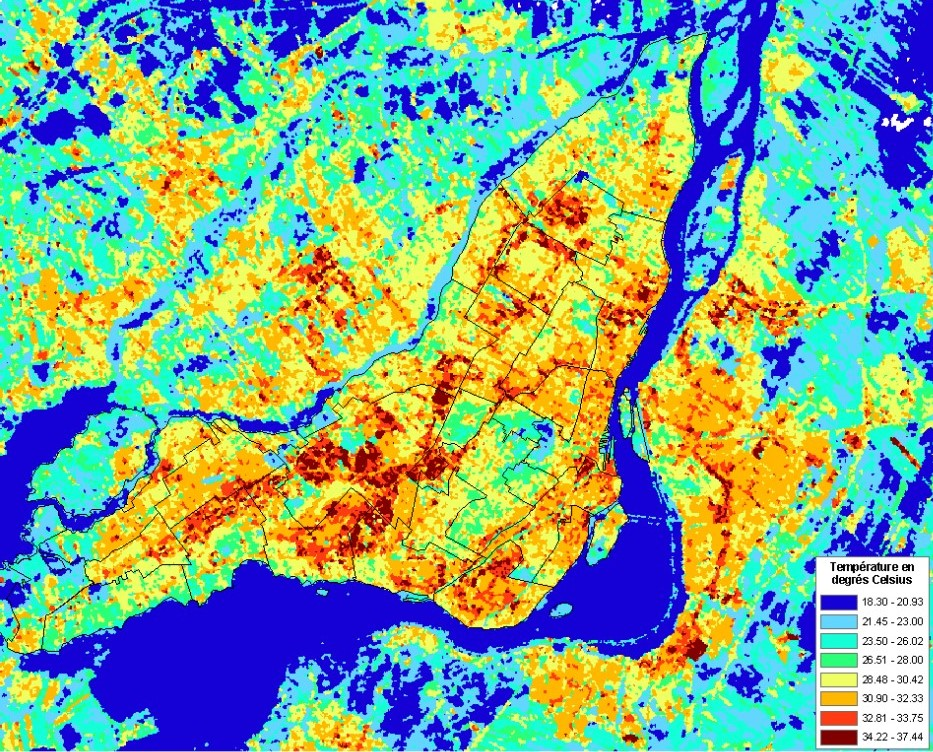 Température en
degrés Celsius
18.30 - 20.93
21.45 - 23.00
23.50 - 26.02
26.51 - 28.00
28.48 - 30.42
30.90 - 32.33
32.81 - 33.75
34.22 - 37.44